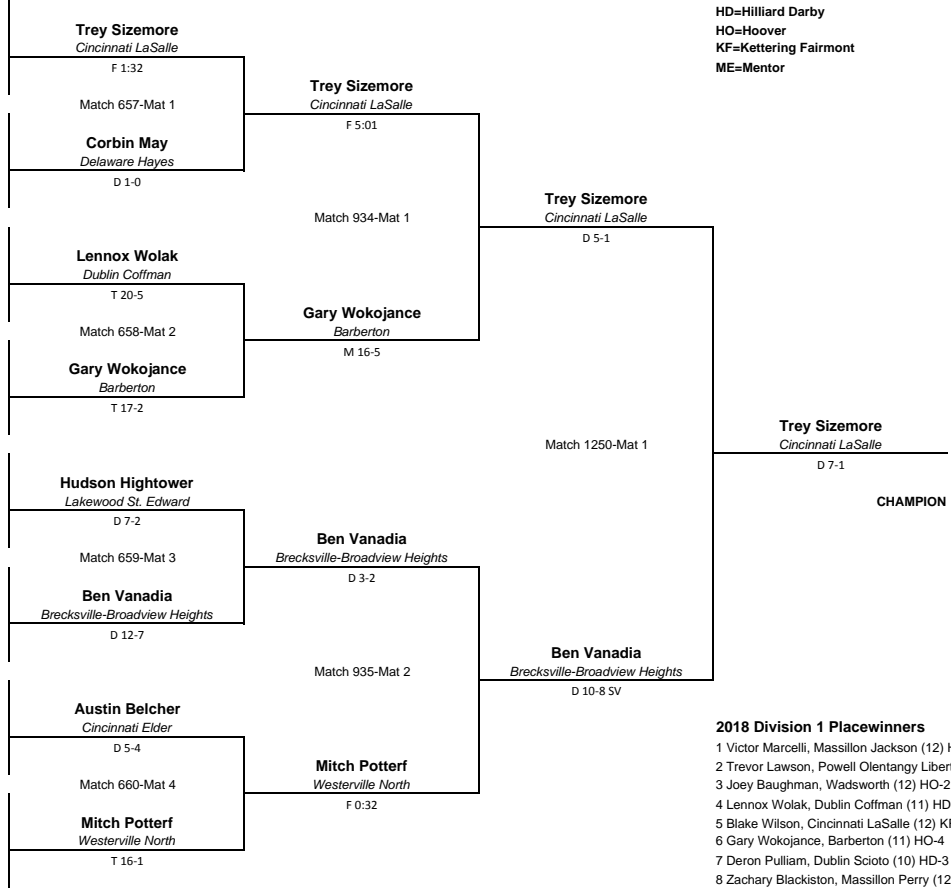 HD=Hilliard Darby
HO=Hoover
KF=Kettering Fairmont
ME=Mentor
Trey Sizemore
Cincinnati LaSalle
F 1:32
Match 657-Mat 1
Corbin May
Delaware Hayes
D 1-0
Trey Sizemore
Cincinnati LaSalle
F 5:01
Match 934-Mat 1
Lennox Wolak
Dublin Coffman
T 20-5
Match 658-Mat 2
Gary Wokojance
Barberton
T 17-2
Gary Wokojance
Barberton
M 16-5
Trey Sizemore
Cincinnati LaSalle
D 5-1
Match 1250-Mat 1
Trey Sizemore
Cincinnati LaSalle
D 7-1
CHAMPION
Hudson Hightower
Lakewood St. Edward
D 7-2
Match 659-Mat 3
Ben Vanadia
Brecksville-Broadview Heights
D 12-7
Ben Vanadia
Brecksville-Broadview Heights
D 3-2
Match 935-Mat 2
Ben Vanadia
Brecksville-Broadview Heights
D 10-8 SV
Austin Belcher
Cincinnati Elder
D 5-4
Match 660-Mat 4
Mitch Potterf
Westerville North
T 16-1
Mitch Potterf
Westerville North
F 0:32
2018 Division 1 Placewinners
1 Victor Marcelli, Massillon Jackson (12)
2 Trevor Lawson, Powell Olentangy
3 Joey Baughman, Wadsworth (12) HO-2
4 Lennox Wolak, Dublin Coffman (11) HD
5 Blake Wilson, Cincinnati LaSalle (12)
6 Gary Wokojance, Barberton (11) HO-4
7 Deron Pulliam, Dublin Scioto (10) HD-3
8 Zachary Blackiston, Massillon Perry (12